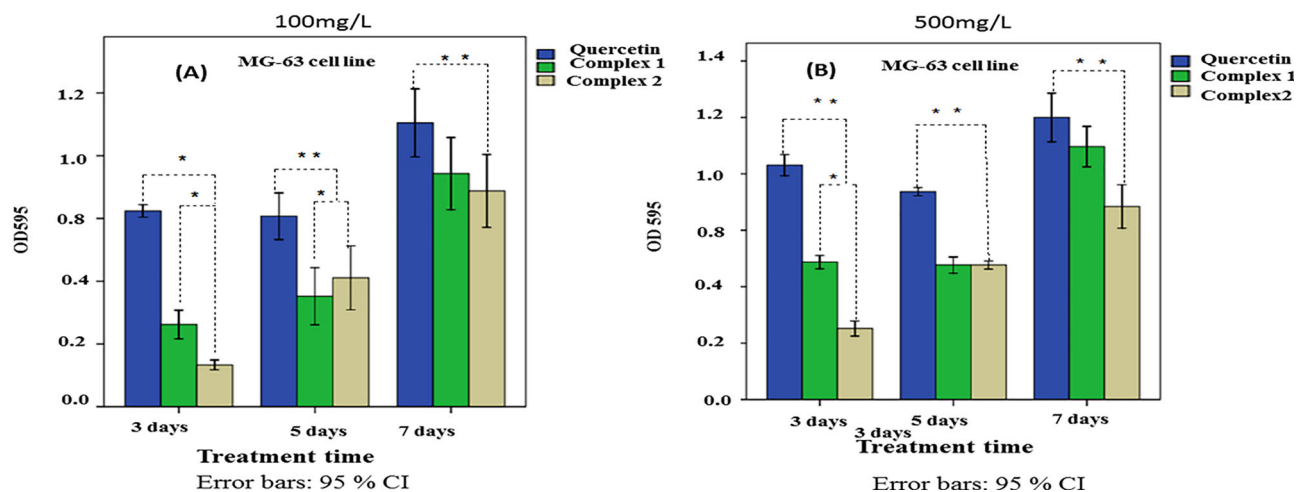 100mg/L
(A)
MG-63 cell line
Quercetin
Complex 1
Complex 2
OD595
1.2
1.0
0.8
0.4
0.2
0.0
*
*
* *
*
* *
3 days
5 days
7 days
Treatment time
Error bars: 95 % CI
500mg/L
(B)
MG-63 cell line
Quercetin
Complex 1
Complex2
OD 595
1.4
1.2
1.0
0.8
0.4
0.2
0.0
* *
*
* *
* *
3 days
5 days
7 days
3 days
Treatment time
Error bars: 95 % CI